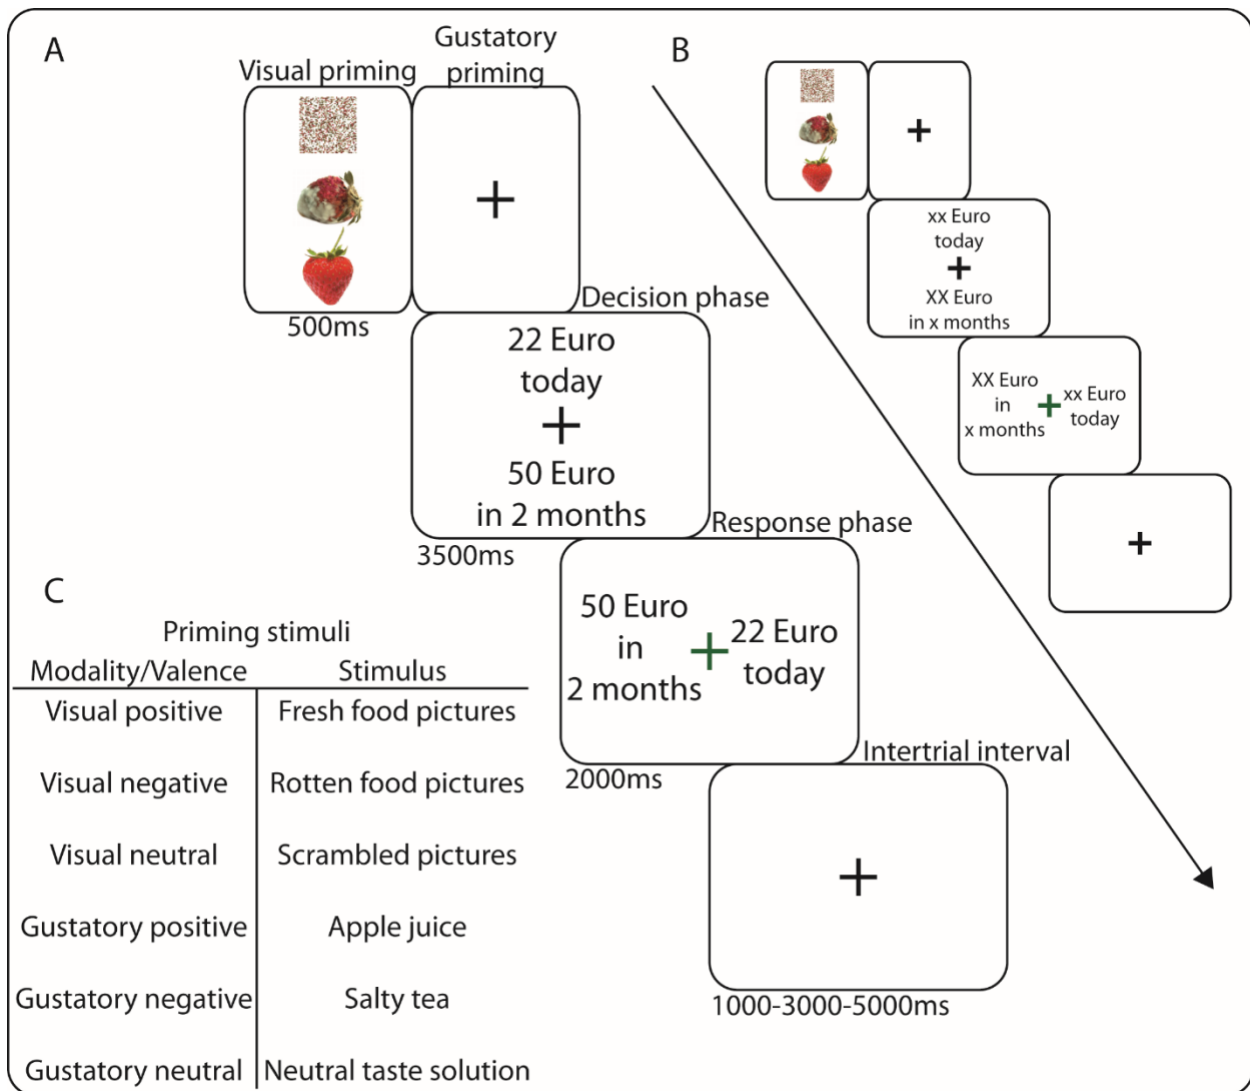 A
Visual priming
Gustatory
priming
500ms
Decision phase
22 Euro
today
50 Euro
in 2 months
3500ms
Response phase
50 Euro
in
2 months
22 Euro
today
2000ms
Intertrial interval
1000-3000-5000ms
B
xx Euro
today
XX Euro
in x months
XX Euro
in
x months
xx Euro
today
C
Priming stimuli
Modality/Valence Stimulus
Visual positive Fresh food pictures
Visual negative Rotten food pictures
Visual neutral Scrambled pictures
Gustatory positive Apple juice
Gustatory negative Salty tea
Gustatory neutral Neutral taste solution